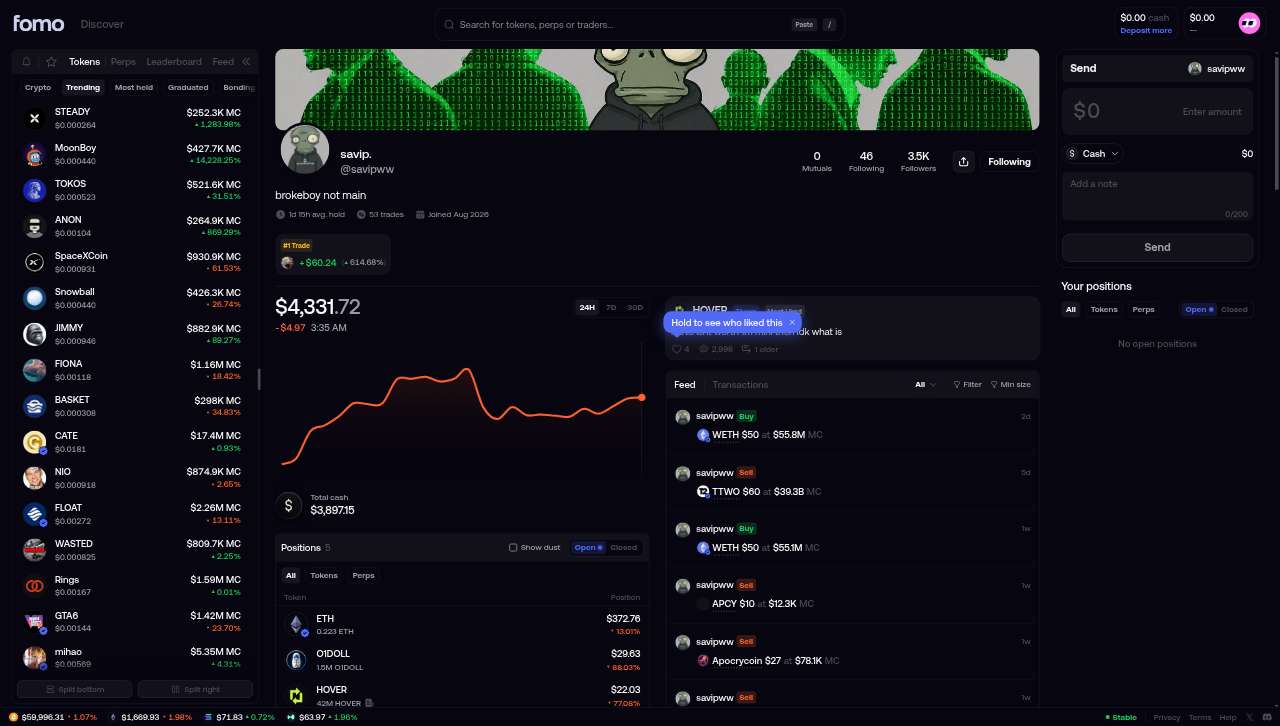 fomo
Discover
Search for tokens, perps or traders...
Paste
/
$0.00 cash
Deposit more
$0.00
—
Tokens Perps Leaderboard Feed
Crypto Trending Most held Graduated Bonding
STEADY $252.3K MC
$0.000264 1,283.98%
MoonBoy $427.7K MC
$0.000440 14,228.25%
TOKOS $521.6K MC
$0.000523 31.51%
ANON $264.9K MC
$0.00104 869.29%
SpaceXCoin $930.9K MC
$0.000931 61.53%
Snowball $426.3K MC
$0.000440 26.74%
JIMMY $882.9K MC
$0.000946 89.27%
FIONA $1.16M MC
$0.00118 18.42%
BASKET $298K MC
$0.000308 34.83%
CATE $17.4M MC
$0.0181 0.93%
NIO $874.9K MC
$0.000918 2.65%
FLOAT $2.26M MC
$0.00272 13.11%
WASTED $809.7K MC
$0.000825 2.25%
Rings $1.59M MC
$0.00167 0.01%
GTA6 $1.42M MC
$0.00144 23.70%
mihao $5.35M MC
$0.00569 4.31%
Split bottom Split right
savip.
@savipww
0 46 3.5K
Mutuals Following Followers
Following
brokeboy not main
1d 15h avg. hold 53 trades Joined Aug 2026
#1 Trade
+$60.24 614.68%
$4,331.72
-$4.97 3:35 AM
24H 7D 30D
Total cash
$3,897.15
Positions 5
Show dust
Open Closed
All Tokens Perps
Token Position
ETH $372.76
0.223 ETH 13.01%
O1DOLL $29.63
1.5M O1DOLL 88.03%
HOVER $22.03
42M HOVER 77.08%
HOVER
Hold to see who liked this ×
idk what is
4 2,996 1 older
Feed Transactions
All Filter Min size
savipww Buy 2d
WETH $50 at $55.8M MC
savipww Sell 5d
TTWO $60 at $39.3B MC
savipww Buy 1w
WETH $50 at $55.1M MC
savipww Sell 1w
APCY $10 at $12.3K MC
savipww Sell 1w
Apocrycoin $27 at $78.1K MC
savipww Sell 1w
Send savipww
$0 Enter amount
$ Cash $0
Add a note
0/200
Send
Your positions
All Tokens Perps Open Closed
No open positions
$59,996.31 1.07% $1,669.93 1.98% $71.83 0.72% $63.97 1.96%
Stable Privacy Terms Help